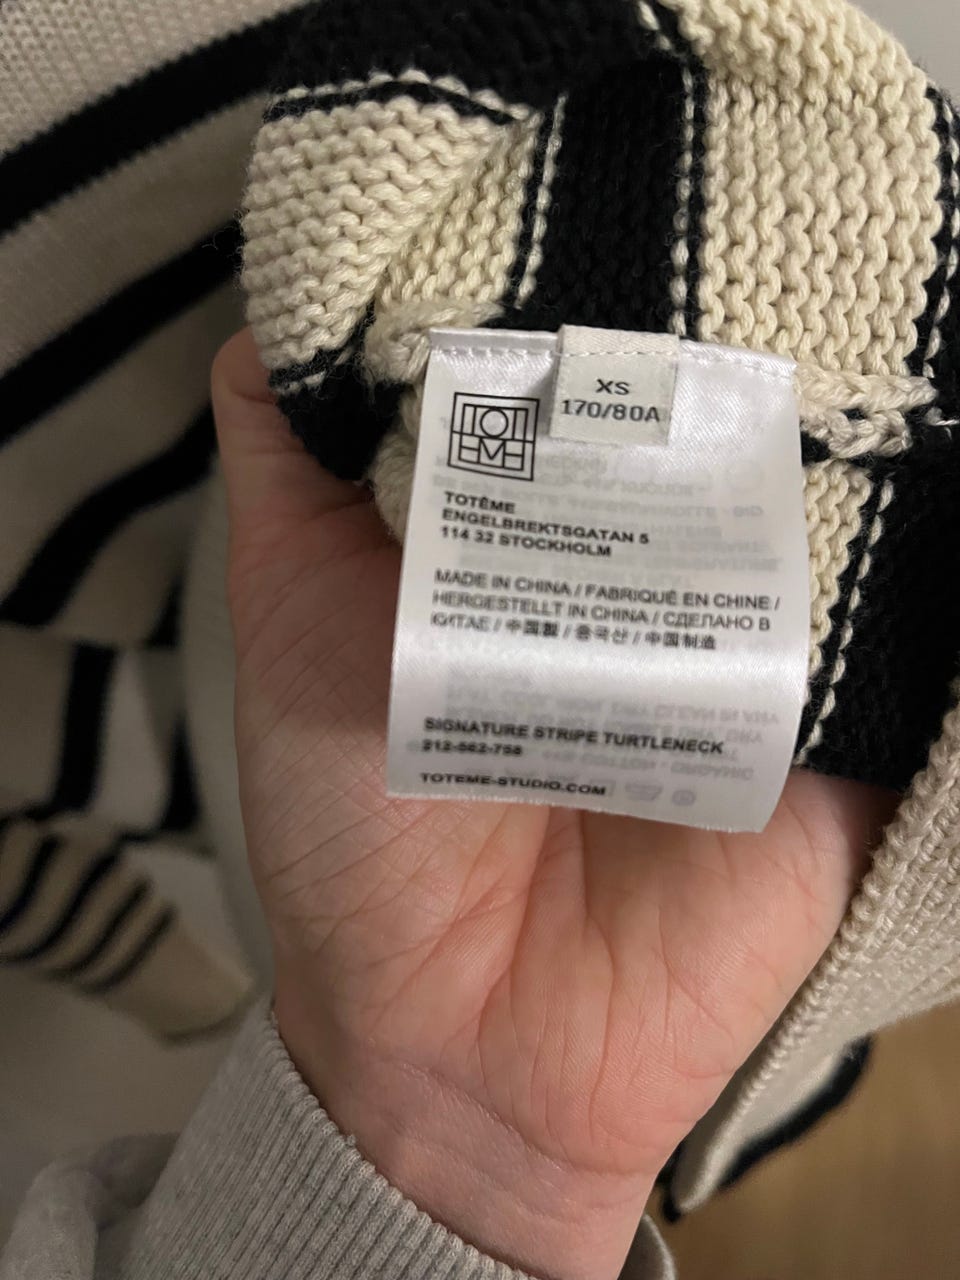 XS
170/80A
TOTEME
TOTÊME
ENGELBREKTSGATAN 5
114 32 STOCKHOLM
MADE IN CHINA / FABRIQUÉ EN CHINE /
HERGESTELLT IN CHINA / СДЕЛАНО В
КИТАЕ / 中国製 / 중국산 / 中国制造
SIGNATURE STRIPE TURTLENECK
212-562-758
TOTEME-STUDIO.COM